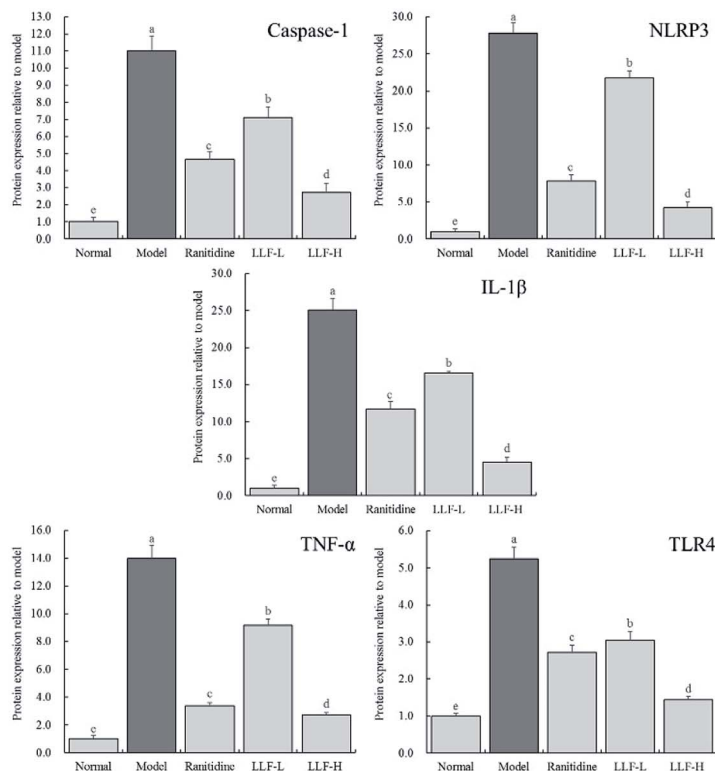 Caspase-1
Protein expression relative to model
13.0
12.0
11.0
10.0
9.0
8.0
7.0
6.0
5.0
4.0
3.0
2.0
1.0
0.0
e
a
c
b
d
Normal Model Ranitidine LLF-L LLF-H
NLRP3
Protein expression relative to model
30.0
25.0
20.0
15.0
10.0
5.0
0.0
e
a
c
b
d
Normal Model Ranitidine LLF-L LLF-H
IL-1β
Protein expression relative to model
30.0
25.0
20.0
15.0
10.0
5.0
0.0
e
a
c
b
d
Normal Model Ranitidine LLF-L LLF-H
TNF-α
Protein expression relative to model
16.0
14.0
12.0
10.0
8.0
6.0
4.0
2.0
0.0
e
a
c
b
d
Normal Model Ranitidine LLF-L LLF-H
TLR4
Protein expression relative to model
6.0
5.0
4.0
3.0
2.0
1.0
0.0
e
a
c
b
d
Normal Model Ranitidine LLF-L LLF-H